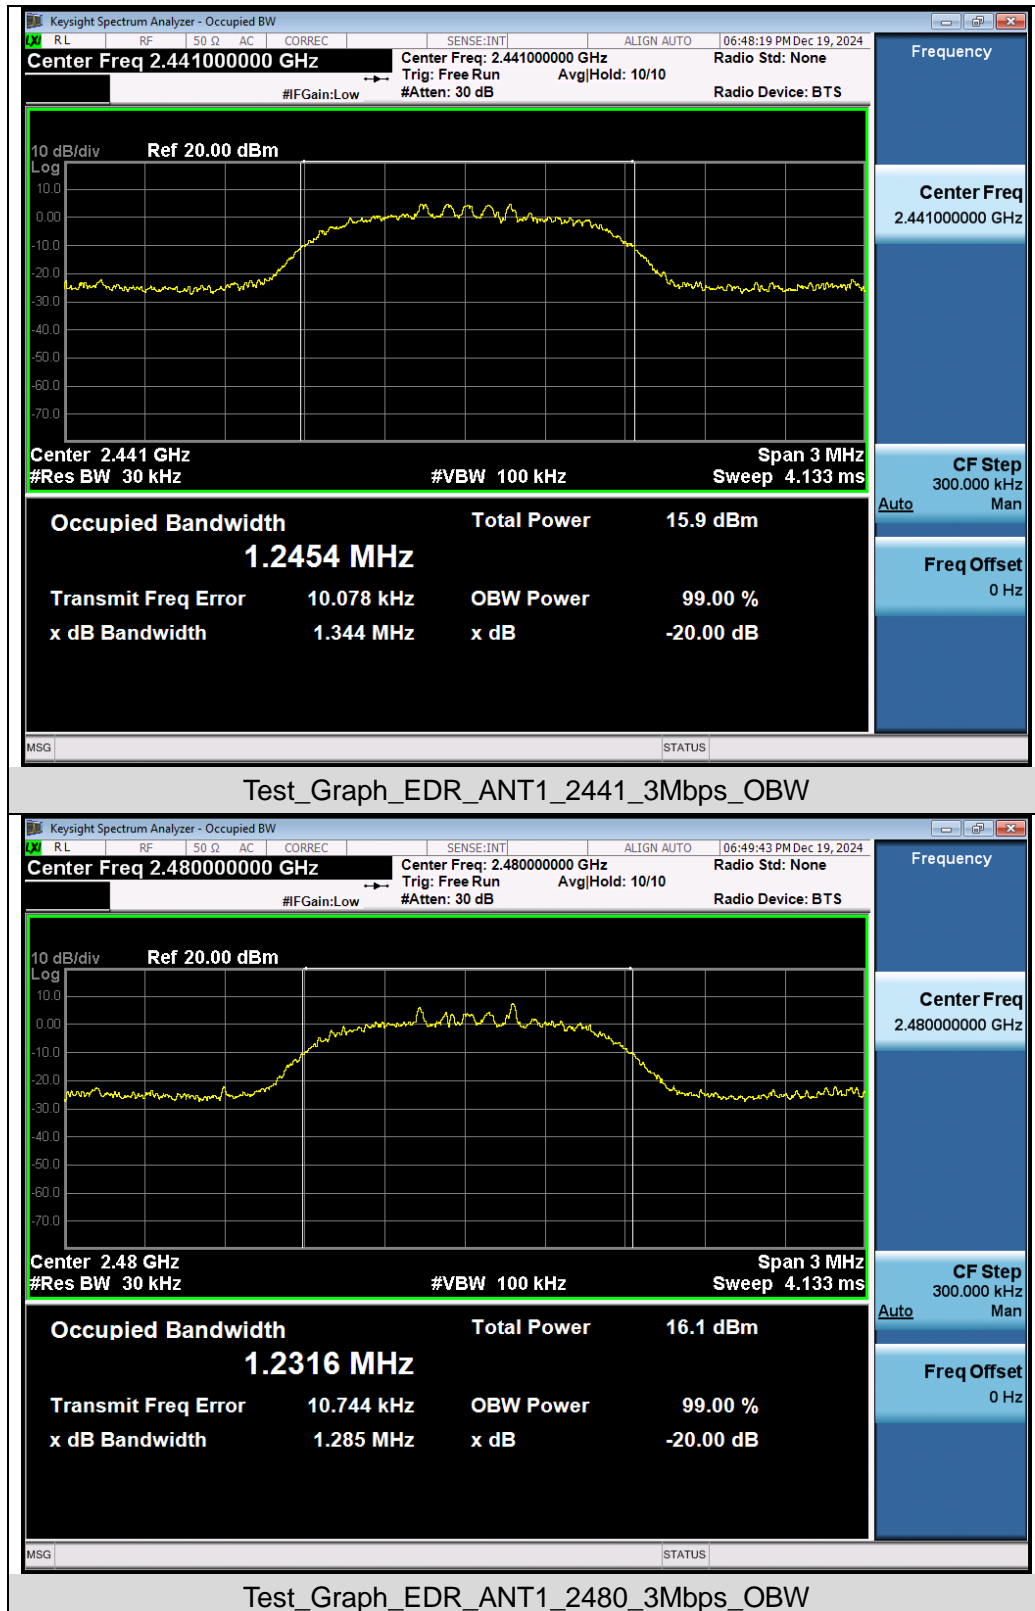 Keysight Spectrum Analyzer - Occupied BW
LXI RL RF 50 Ω AC CORREC SENSE:INT ALIGN AUTO 06:48:19 PM Dec 19, 2024
Center Freq 2.441000000 GHz Center Freq: 2.441000000 GHz Radio Std: None
Trig: Free Run Avg|Hold: 10/10
#IFGain:Low #Atten: 30 dB Radio Device: BTS
Frequency
10 dB/div Ref 20.00 dBm
Log
10.0
0.00
-10.0
-20.0
-30.0
-40.0
-50.0
-60.0
-70.0
Center 2.441 GHz Span 3 MHz
#Res BW 30 kHz #VBW 100 kHz Sweep 4.133 ms
Center Freq
2.441000000 GHz
CF Step
300.000 kHz
Auto Man
Freq Offset
0 Hz
Occupied Bandwidth Total Power 15.9 dBm
1.2454 MHz
Transmit Freq Error 10.078 kHz OBW Power 99.00 %
x dB Bandwidth 1.344 MHz x dB -20.00 dB
MSG STATUS
Test_Graph_EDR_ANT1_2441_3Mbps_OBW
Keysight Spectrum Analyzer - Occupied BW
LXI RL RF 50 Ω AC CORREC SENSE:INT ALIGN AUTO 06:49:43 PM Dec 19, 2024
Center Freq 2.480000000 GHz Center Freq: 2.480000000 GHz Radio Std: None
Trig: Free Run Avg|Hold: 10/10
#IFGain:Low #Atten: 30 dB Radio Device: BTS
Frequency
10 dB/div Ref 20.00 dBm
Log
10.0
0.00
-10.0
-20.0
-30.0
-40.0
-50.0
-60.0
-70.0
Center 2.48 GHz Span 3 MHz
#Res BW 30 kHz #VBW 100 kHz Sweep 4.133 ms
Center Freq
2.480000000 GHz
CF Step
300.000 kHz
Auto Man
Freq Offset
0 Hz
Occupied Bandwidth Total Power 16.1 dBm
1.2316 MHz
Transmit Freq Error 10.744 kHz OBW Power 99.00 %
x dB Bandwidth 1.285 MHz x dB -20.00 dB
MSG STATUS
Test_Graph_EDR_ANT1_2480_3Mbps_OBW